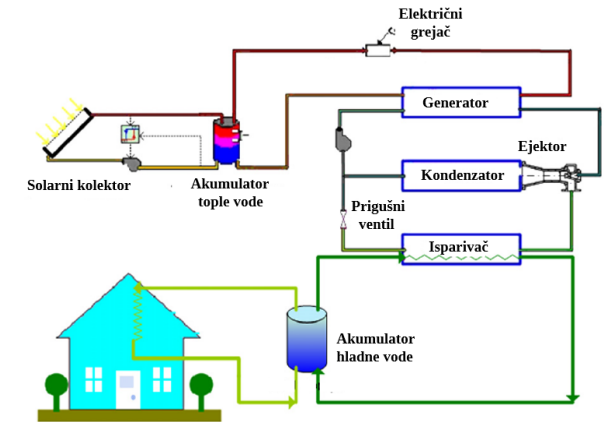 Električni
grejač
Generator
Ejektor
Kondenzator
Solarni kolektor
Akumulator
tople vode
Prigušni
ventil
Isparivač
Akumulator
hladne vode